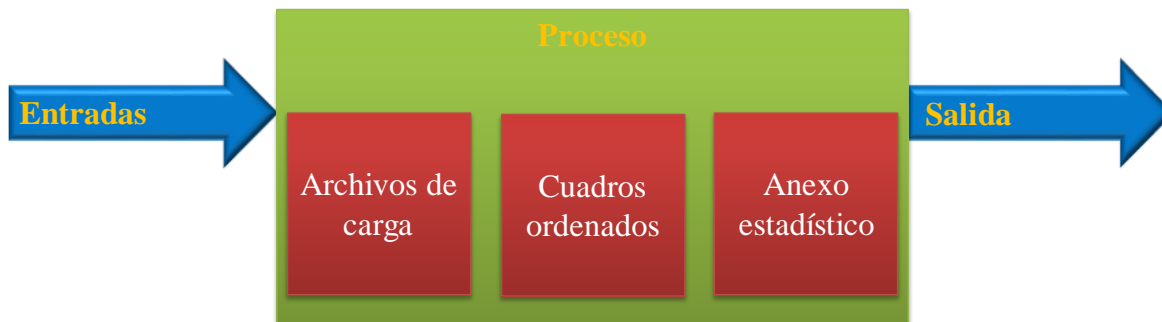 Proceso
Entradas
Salida
Archivos de
carga
Cuadros
ordenados
Anexo
estadístico